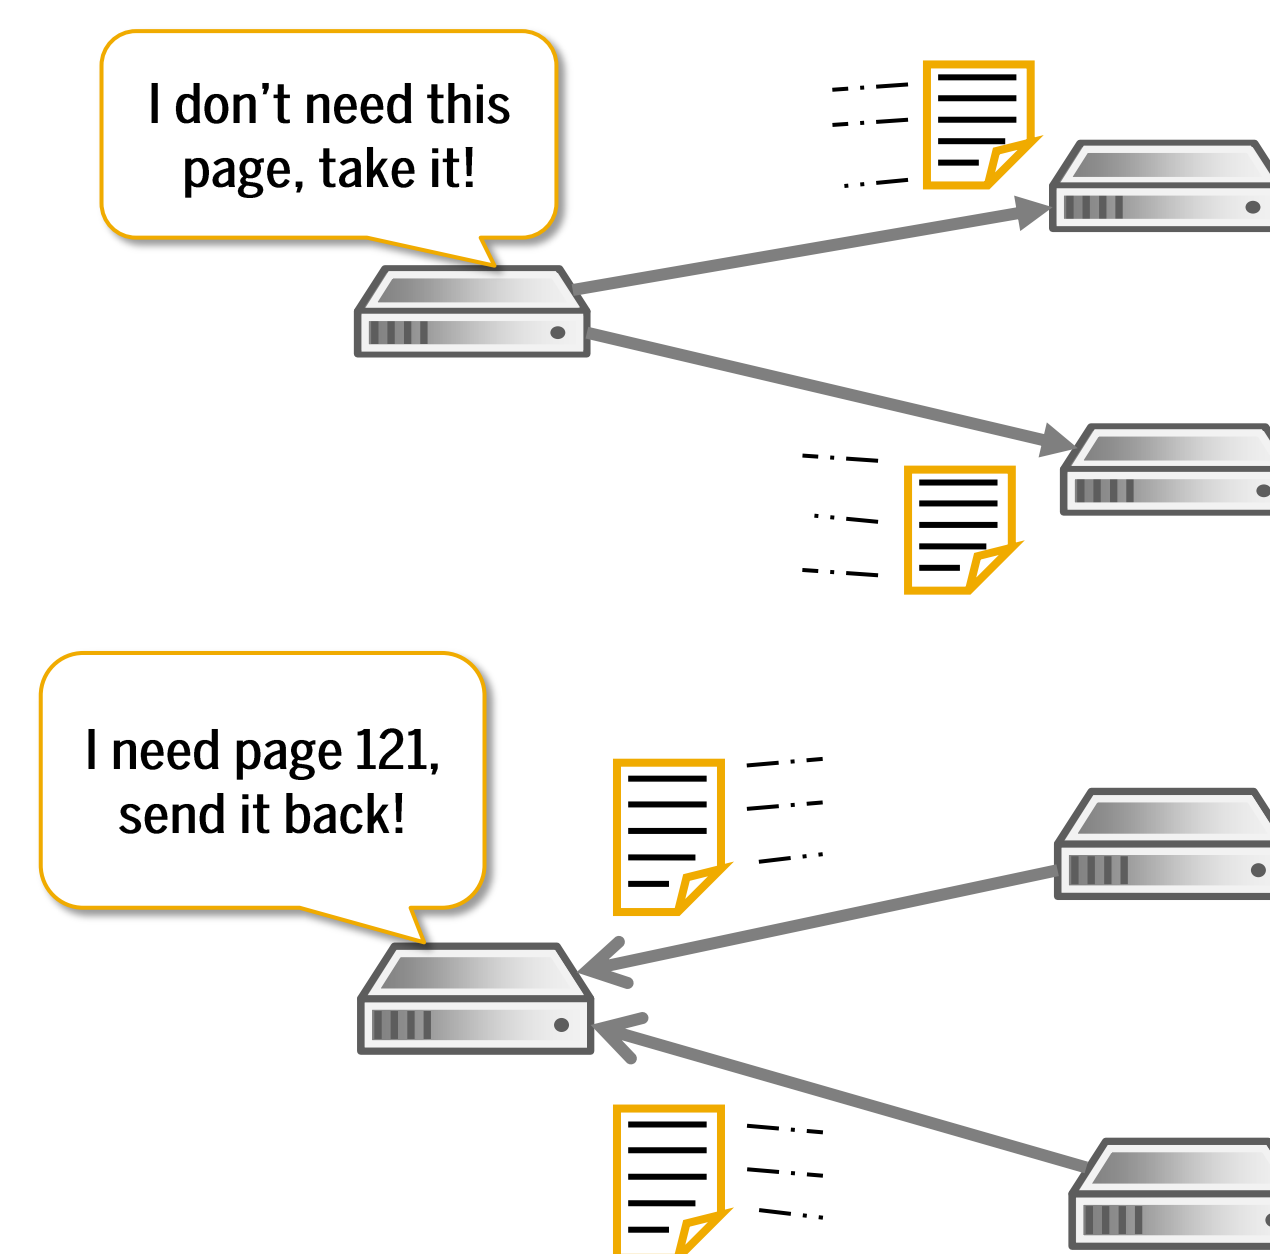 I don’t need this
page, take it!
I need page 121,
send it back!